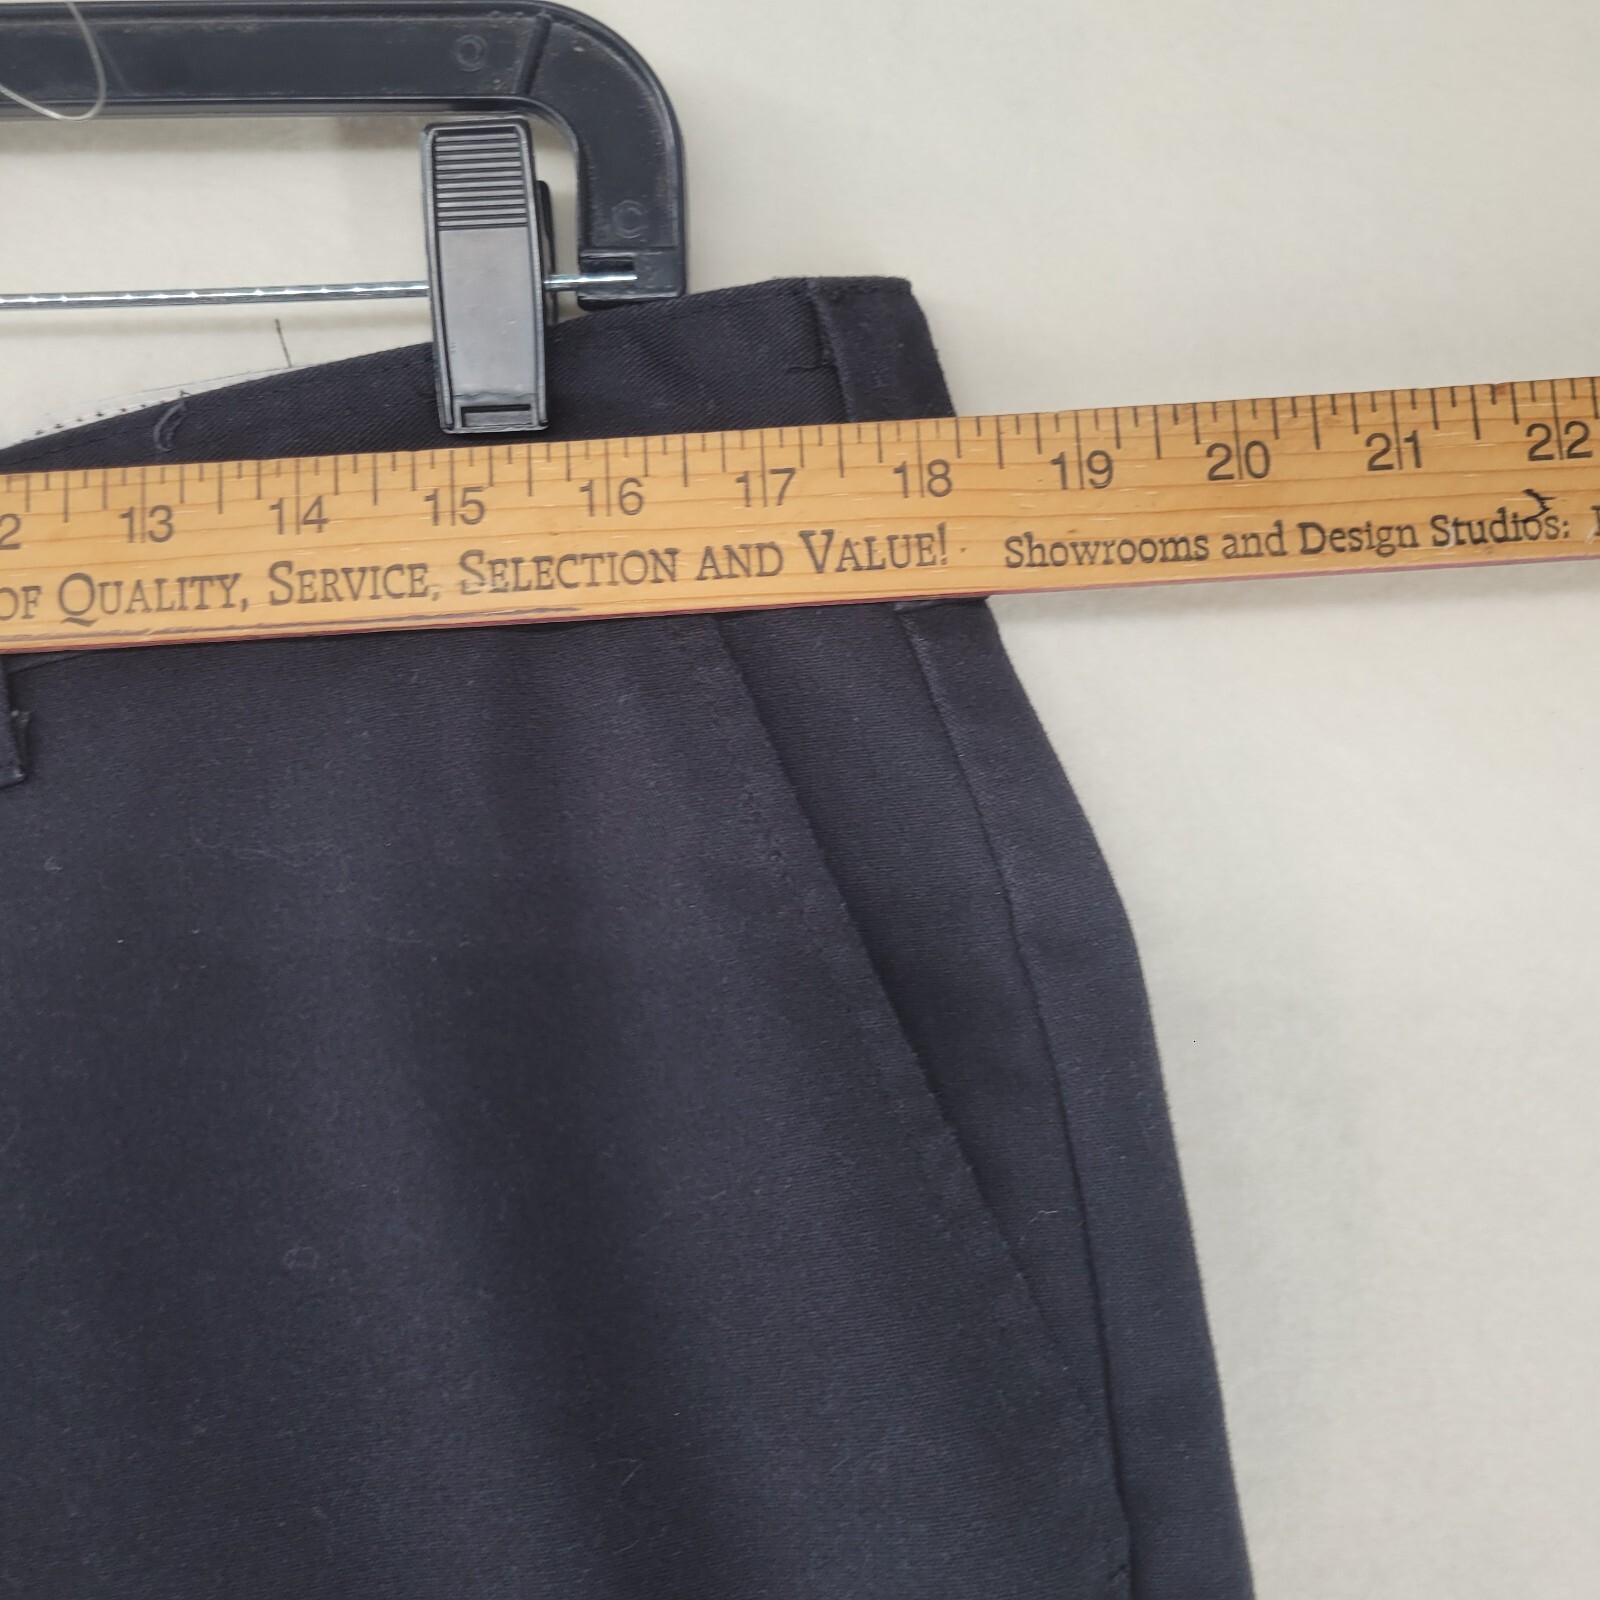 2 13 14 15 16 17 18 19 20 21 22
OF QUALITY, SERVICE, SELECTION AND VALUE! Showrooms and Design Studios: